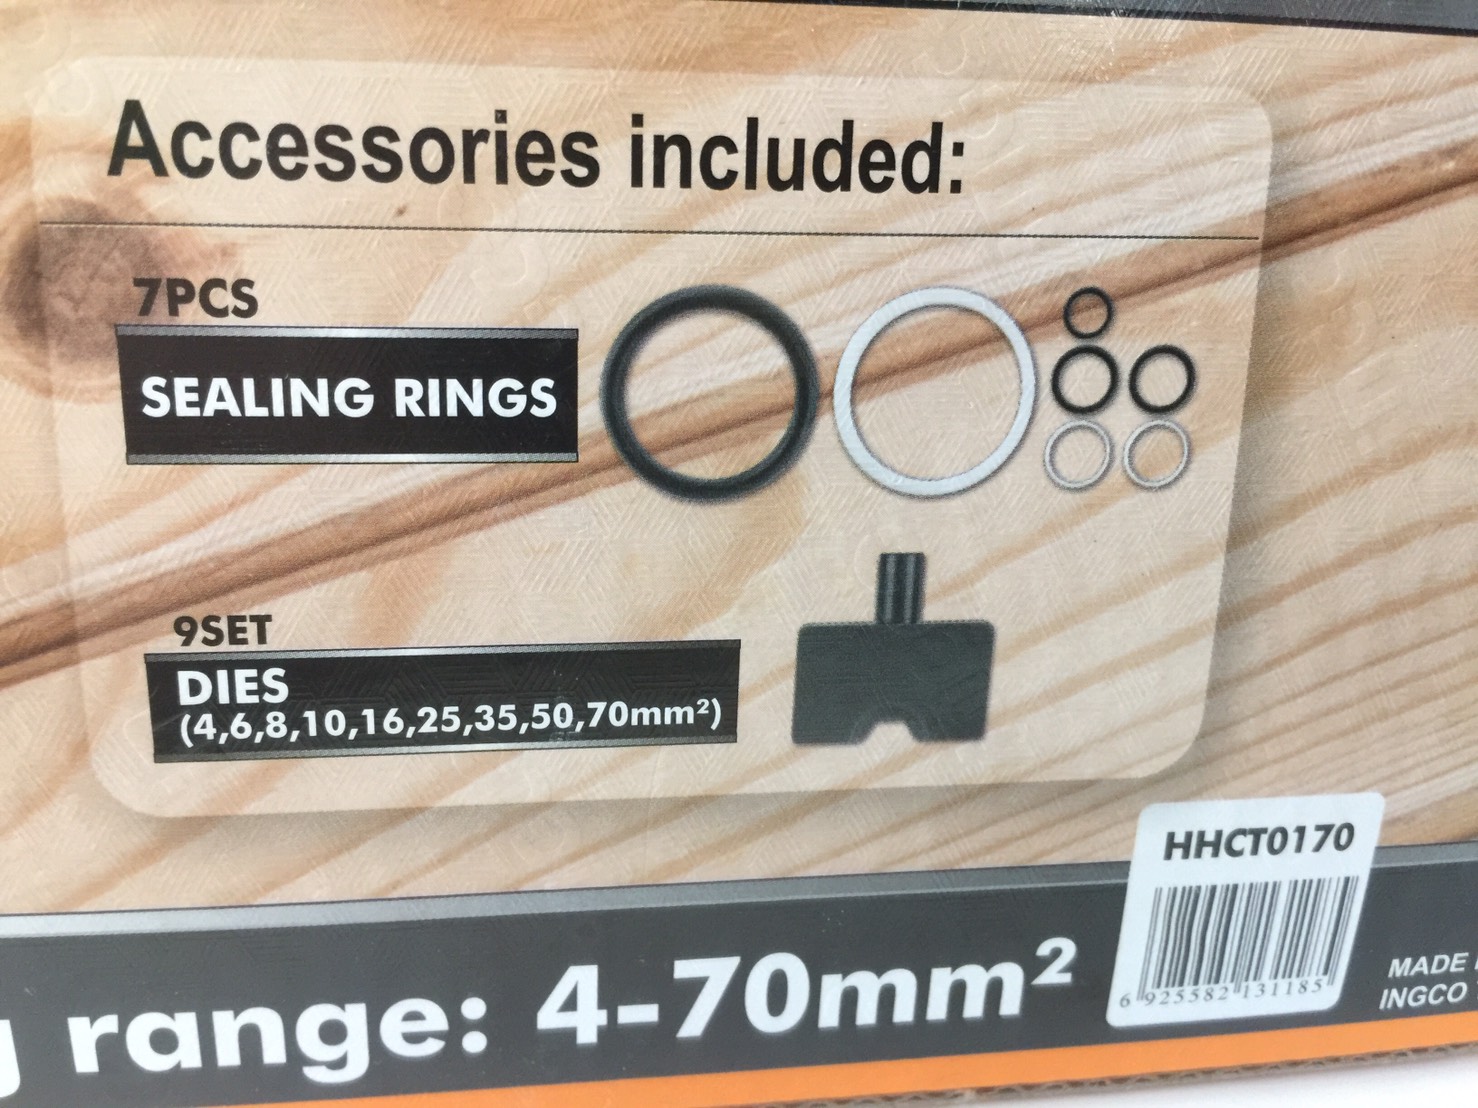 Accessories included:
7PCS
SEALING RINGS
9SET
DIES
(4,6,8,10,16,25,35,50,70mm²)
range: 4-70mm²
HHCT0170
6 925582 131185
MADE
INGCO